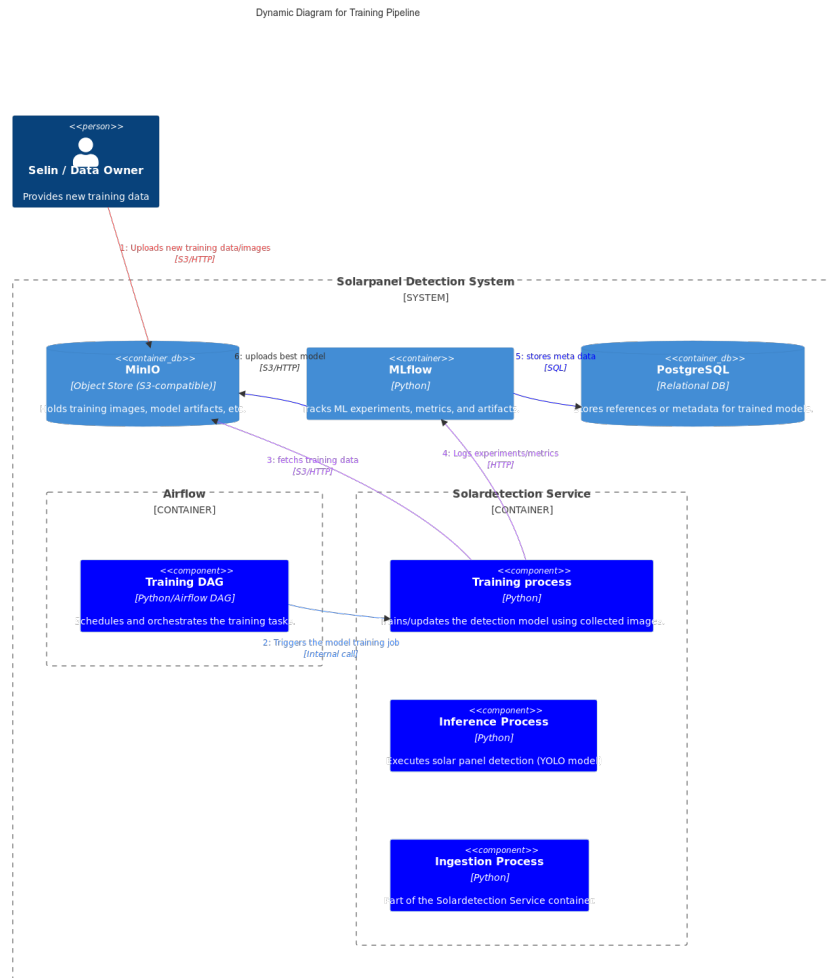 Dynamic Diagram for Training Pipeline
<<person>>
Selin / Data Owner
Provides new training data
1: Uploads new training data/images
[S3/HTTP]
Solarpanel Detection System
[SYSTEM]
<<container_db>>
MinIO
[Object Store (S3-compatible)]
Holds training images, model artifacts, etc.
6: uploads best model
[S3/HTTP]
<<container>>
MLflow
[Python]
Tracks ML experiments, metrics, and artifacts.
5: stores meta data
[SQL]
<<container_db>>
PostgreSQL
[Relational DB]
Stores references or metadata for trained models.
3: fetchs training data
[S3/HTTP]
4: Logs experiments/metrics
[HTTP]
Airflow
[CONTAINER]
<<component>>
Training DAG
[Python/Airflow DAG]
Schedules and orchestrates the training task.
2: Triggers the model training job
[Internal call]
Solardetection Service
[CONTAINER]
<<component>>
Training process
[Python]
Trains/updates the detection model using collected images.
<<component>>
Inference Process
[Python]
Executes solar panel detection (YOLO model
<<component>>
Ingestion Process
[Python]
Part of the Solardetection Service container.